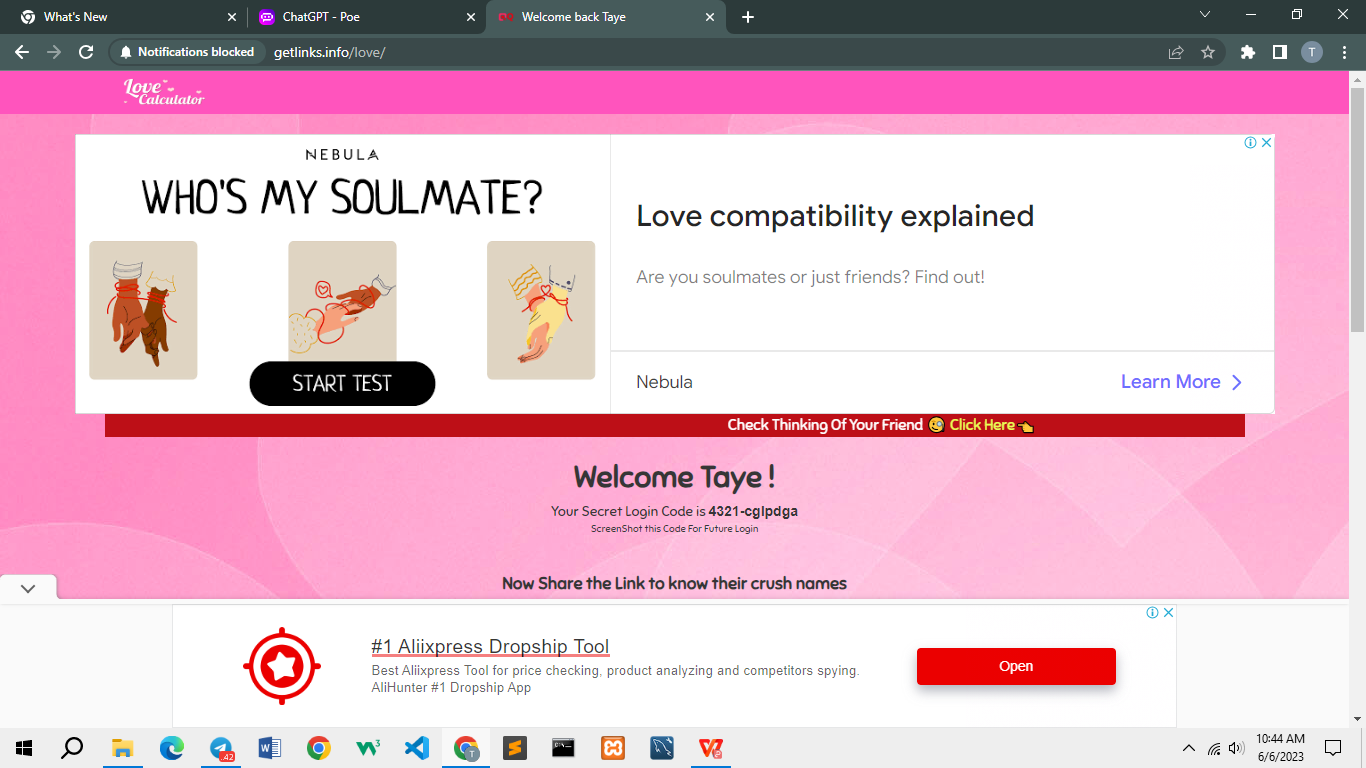 What's New
ChatGPT - Poe
Welcome back Taye
Notifications blocked
getlinks.info/love/
T
Love Calculator
NEBULA
WHO'S MY SOULMATE?
START TEST
Love compatibility explained
Are you soulmates or just friends? Find out!
Nebula
Learn More
Check Thinking Of Your Friend 🧐 Click Here 👈
Welcome Taye !
Your Secret Login Code is 4321-cglpdga
ScreenShot this Code For Future Login
Now Share the Link to know their crush names
#1 Aliixpress Dropship Tool
Best Aliixpress Tool for price checking, product analyzing and competitors spying.
AliHunter #1 Dropship App
Open
42
W
3
T
10:44 AM
6/6/2023